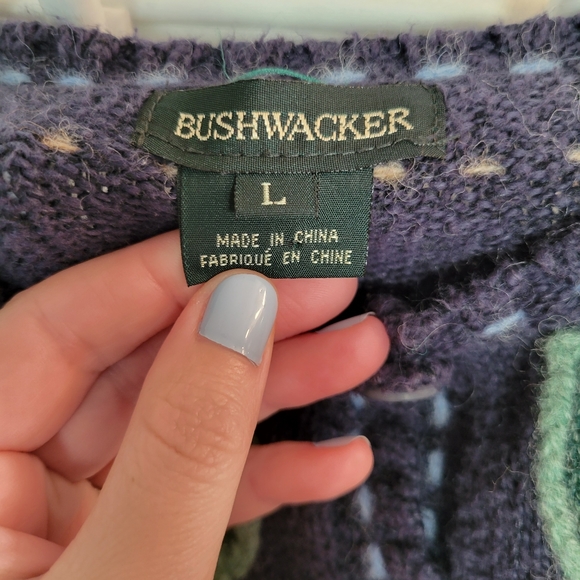 BUSHWACKER
L
MADE IN CHINA
FABRIQUÉ EN CHINE